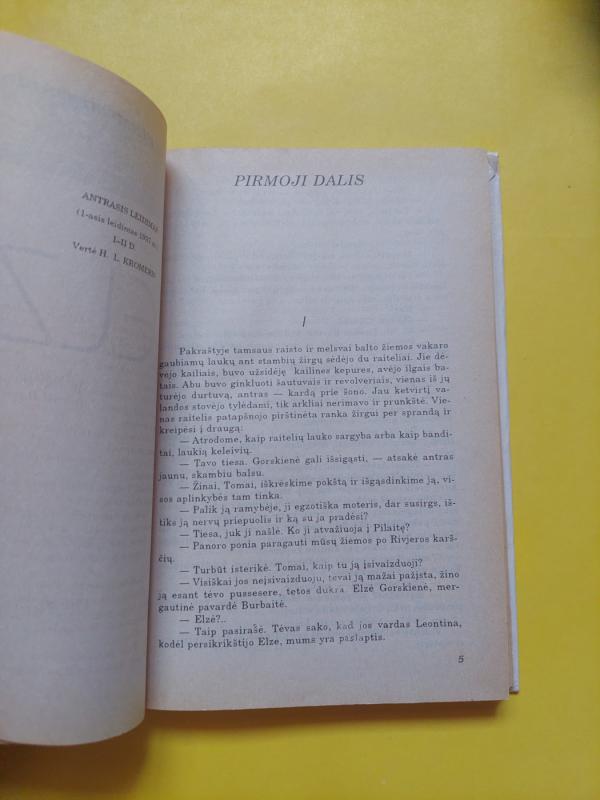 ANTRASIS LEIDIMAS
(1-asis leidimas 1937 m.)
I–II D.
Vertė H. L.
PIRMOJI DALIS
I
Pakraštyje tamsaus raisto ir melsvai balto žiemos vakaro
gaubiamų laukų ant stambių žirgų sėdėjo du raiteliai. Jie dė-
vėjo kailiais, buvo užsidėję kailines kepures, avėjo ilgais ba-
tais. Abu buvo ginkluoti šautuvais ir revolveriais, vienas iš jų
turėjo durtuvą, antras — kardą prie šono. Jau ketvirtį va-
landos stovėjo tylėdami, tik arkliai nerimavo ir prunkštė. Vie-
nas raitelis patapšnojo pirštinėta ranka žirgui per sprandą ir
kreipėsi į draugą:
— Atrodome, kaip raitelių lauko sargyba arba kaip bandi-
tai, laukią keleivių.
— Tavo tiesa. Gorskienė gali išsigąsti, — atsakė antras
jaunu, skambiu balsu.
— Žinai, Tomai, iškrėskime pokštą ir išgąsdinkime ją, vi-
sos aplinkybės tam tinka.
— Palik ją ramybėje, ji egzotiška moteris, dar susirgs, iš-
tiks ją nervų priepuolis ir ką su ja pradėsi?
— Tiesa, juk ji našlė. Ko ji atvažiuoja į Pilaitę?
— Panoro ponia paragauti mūsų žiemos po Rivjeros karš-
čių.
— Turbūt isterikė. Tomai, kaip tu ją įsivaizduoji?
— Visiškai jos neįsivaizduoju, tėvai ją mažai pažįsta, žino
ją esant tėvo pusseserę, tetos dukra. Elzė Gorskienė, mer-
gautinė pavardė Burbaitė.
— Elzė?..
— Taip pasirašė. Tėvas sako, kad jos vardas Leontina,
kodėl persikrikštijo Elze, mums yra paslaptis.
5